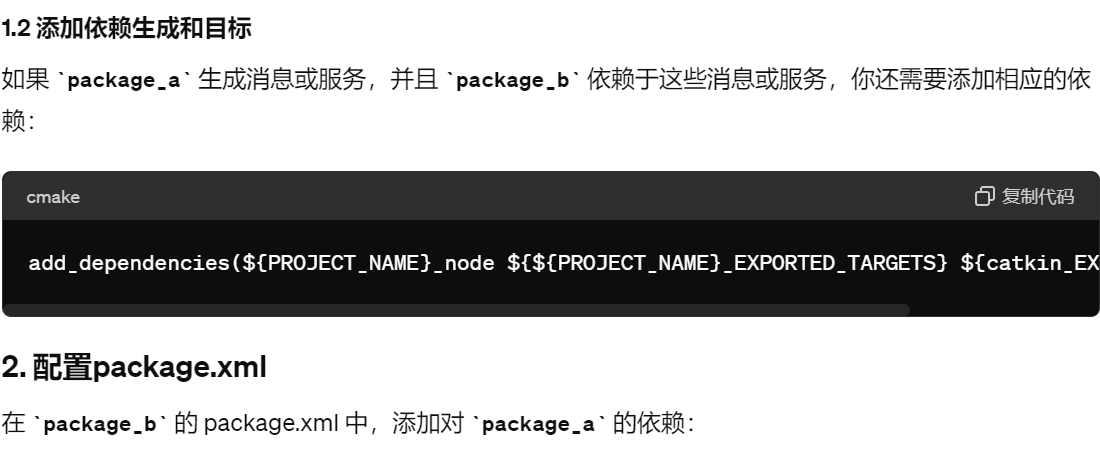 1.2 添加依赖生成和目标
如果 `package_a` 生成消息或服务，并且 `package_b` 依赖于这些消息或服务，你还需要添加相应的依
赖：
cmake
复制代码
add_dependencies(${PROJECT_NAME}_node ${${PROJECT_NAME}_EXPORTED_TARGETS} ${catkin_EX
2. 配置package.xml
在 `package_b` 的 package.xml 中，添加对 `package_a` 的依赖：